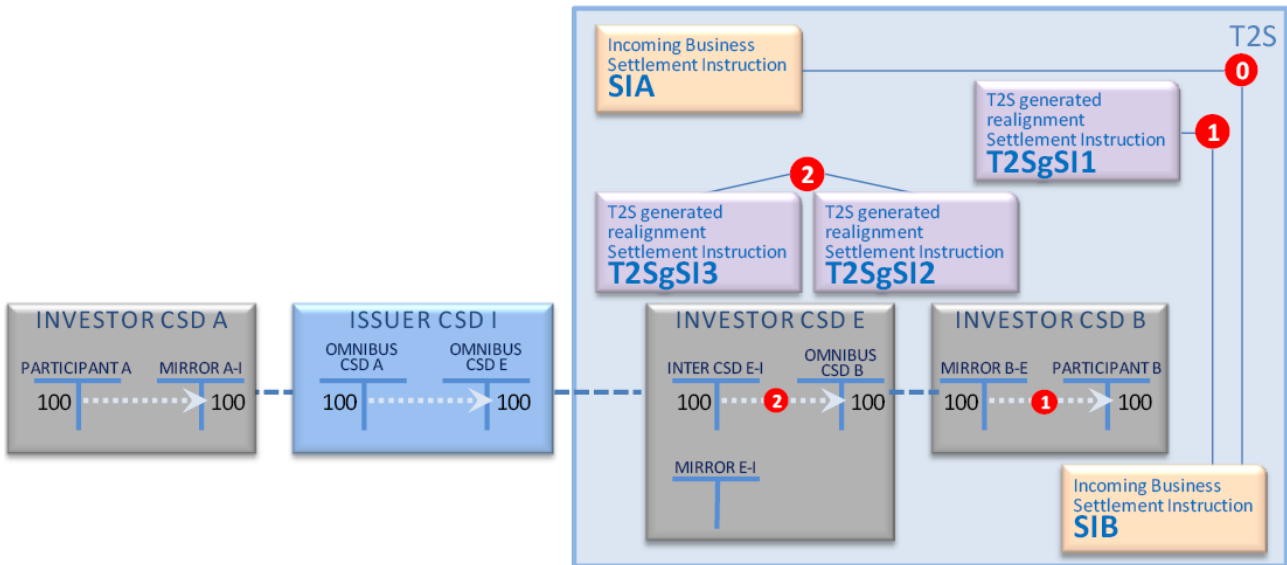 T2S
Incoming Business
Settlement Instruction
SIA
0
T2S generated
realignment
Settlement Instruction
T2SgSI1
1
2
T2S generated
realignment
Settlement Instruction
T2SgSI3
T2S generated
realignment
Settlement Instruction
T2SgSI2
INVESTOR CSD A
PARTICIPANT A
MIRROR A-I
100
100
ISSUER CSD I
OMNIBUS
CSD A
OMNIBUS
CSD E
100
100
INVESTOR CSD E
INTER CSD E-I
OMNIBUS
CSD B
100
2
100
MIRROR E-I
INVESTOR CSD B
MIRROR B-E
PARTICIPANT B
100
1
100
Incoming Business
Settlement Instruction
SIB